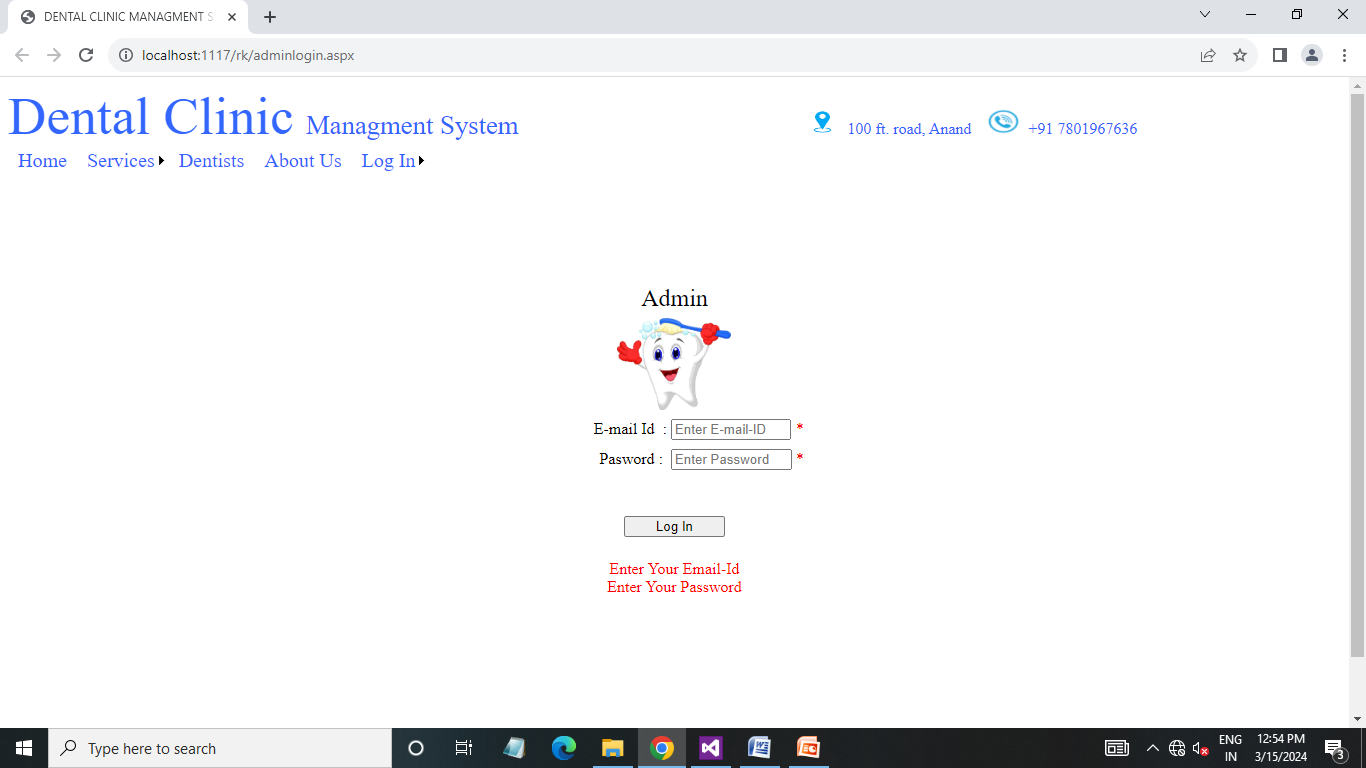 DENTAL CLINIC MANAGMENT S
localhost:1117/rk/adminlogin.aspx
Dental Clinic Managment System
100 ft. road, Anand
+91 7801967636
Home Services Dentists About Us Log In
Admin
E-mail Id : Enter E-mail-ID *
Pasword : Enter Password *
Log In
Enter Your Email-Id
Enter Your Password
Type here to search
ENG
IN
12:54 PM
3/15/2024
3